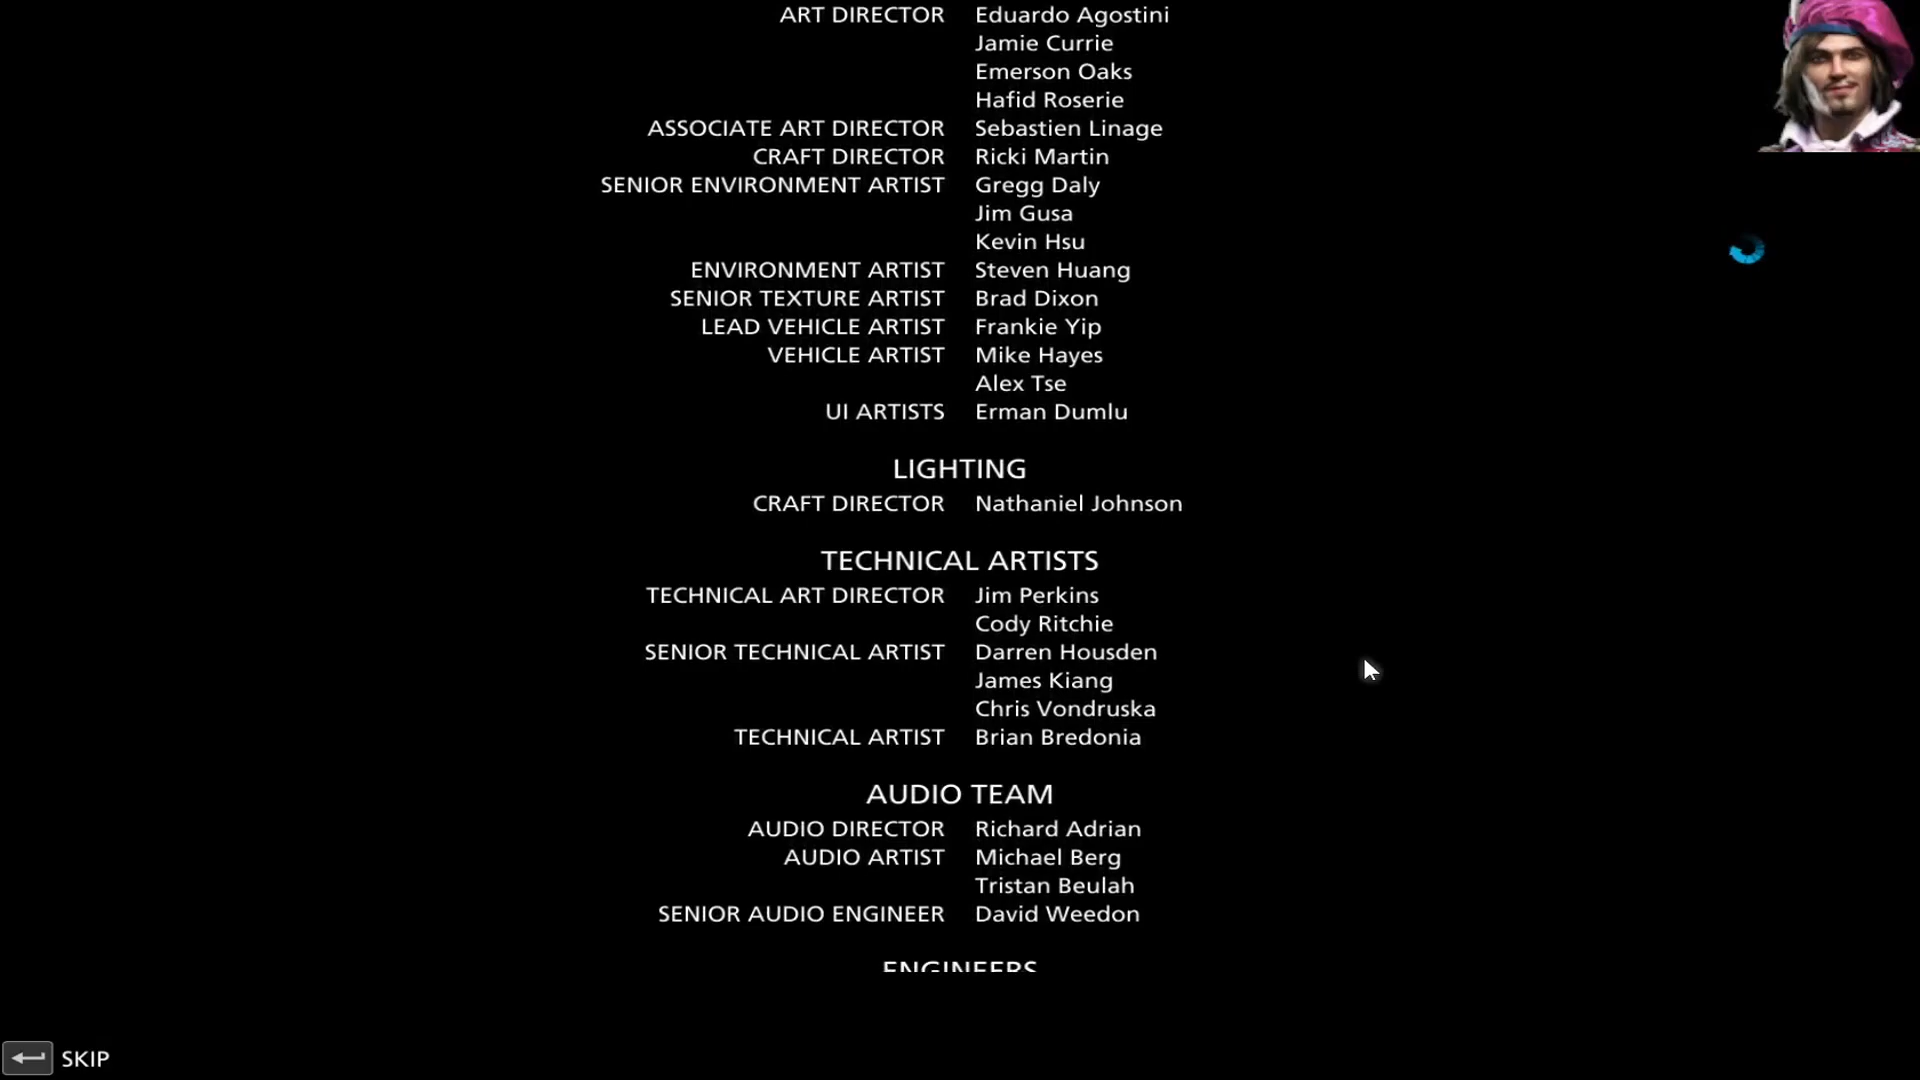 ART DIRECTOR Eduardo Agostini
Jamie Currie
Emerson Oaks
Hafid Roserie
ASSOCIATE ART DIRECTOR Sebastien Linage
CRAFT DIRECTOR Ricki Martin
SENIOR ENVIRONMENT ARTIST Gregg Daly
Jim Gusa
Kevin Hsu
ENVIRONMENT ARTIST Steven Huang
SENIOR TEXTURE ARTIST Brad Dixon
LEAD VEHICLE ARTIST Frankie Yip
VEHICLE ARTIST Mike Hayes
Alex Tse
UI ARTISTS Erman Dumlu
LIGHTING
CRAFT DIRECTOR Nathaniel Johnson
TECHNICAL ARTISTS
TECHNICAL ART DIRECTOR Jim Perkins
Cody Ritchie
SENIOR TECHNICAL ARTIST Darren Housden
James Kiang
Chris Vondruska
TECHNICAL ARTIST Brian Bredonia
AUDIO TEAM
AUDIO DIRECTOR Richard Adrian
AUDIO ARTIST Michael Berg
Tristan Beulah
SENIOR AUDIO ENGINEER David Weedon
ENGINEERS
SKIP